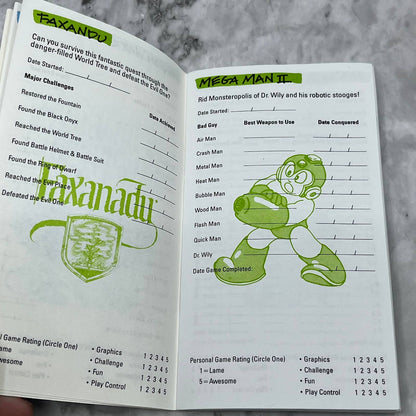 FAXANDU
Can you survive this fantastic quest through the
danger-filled World Tree and defeat the Evil One?
Date Started: / /
Major Challenges Date Achieved
Restored the Fountain / /
Found the Black Onyx / /
Reached the World Tree / /
Found Battle Helmet & Battle Suit / /
Found the Ring of Dwarf / /
Reached the Evil Place / /
Defeated the Evil One / /
Faxanadu
Personal Game Rating (Circle One) • Graphics 1 2 3 4 5
Lame • Challenge 1 2 3 4 5
Awesome • Fun 1 2 3 4 5
• Play Control 1 2 3 4 5
MEGA MAN II
Rid Monsteropolis of Dr. Wily and his robotic stooges!
Date Started: / /
Bad Guy Best Weapon to Use Date Conquered
Air Man / /
Crash Man / /
Metal Man / /
Heat Man / /
Bubble Man / /
Wood Man / /
Flash Man / /
Quick Man / /
Dr. Wily / /
Date Game Completed: / /
Personal Game Rating (Circle One) • Graphics 1 2 3 4 5
1 = Lame • Challenge 1 2 3 4 5
5 = Awesome • Fun 1 2 3 4 5
• Play Control 1 2 3 4 5